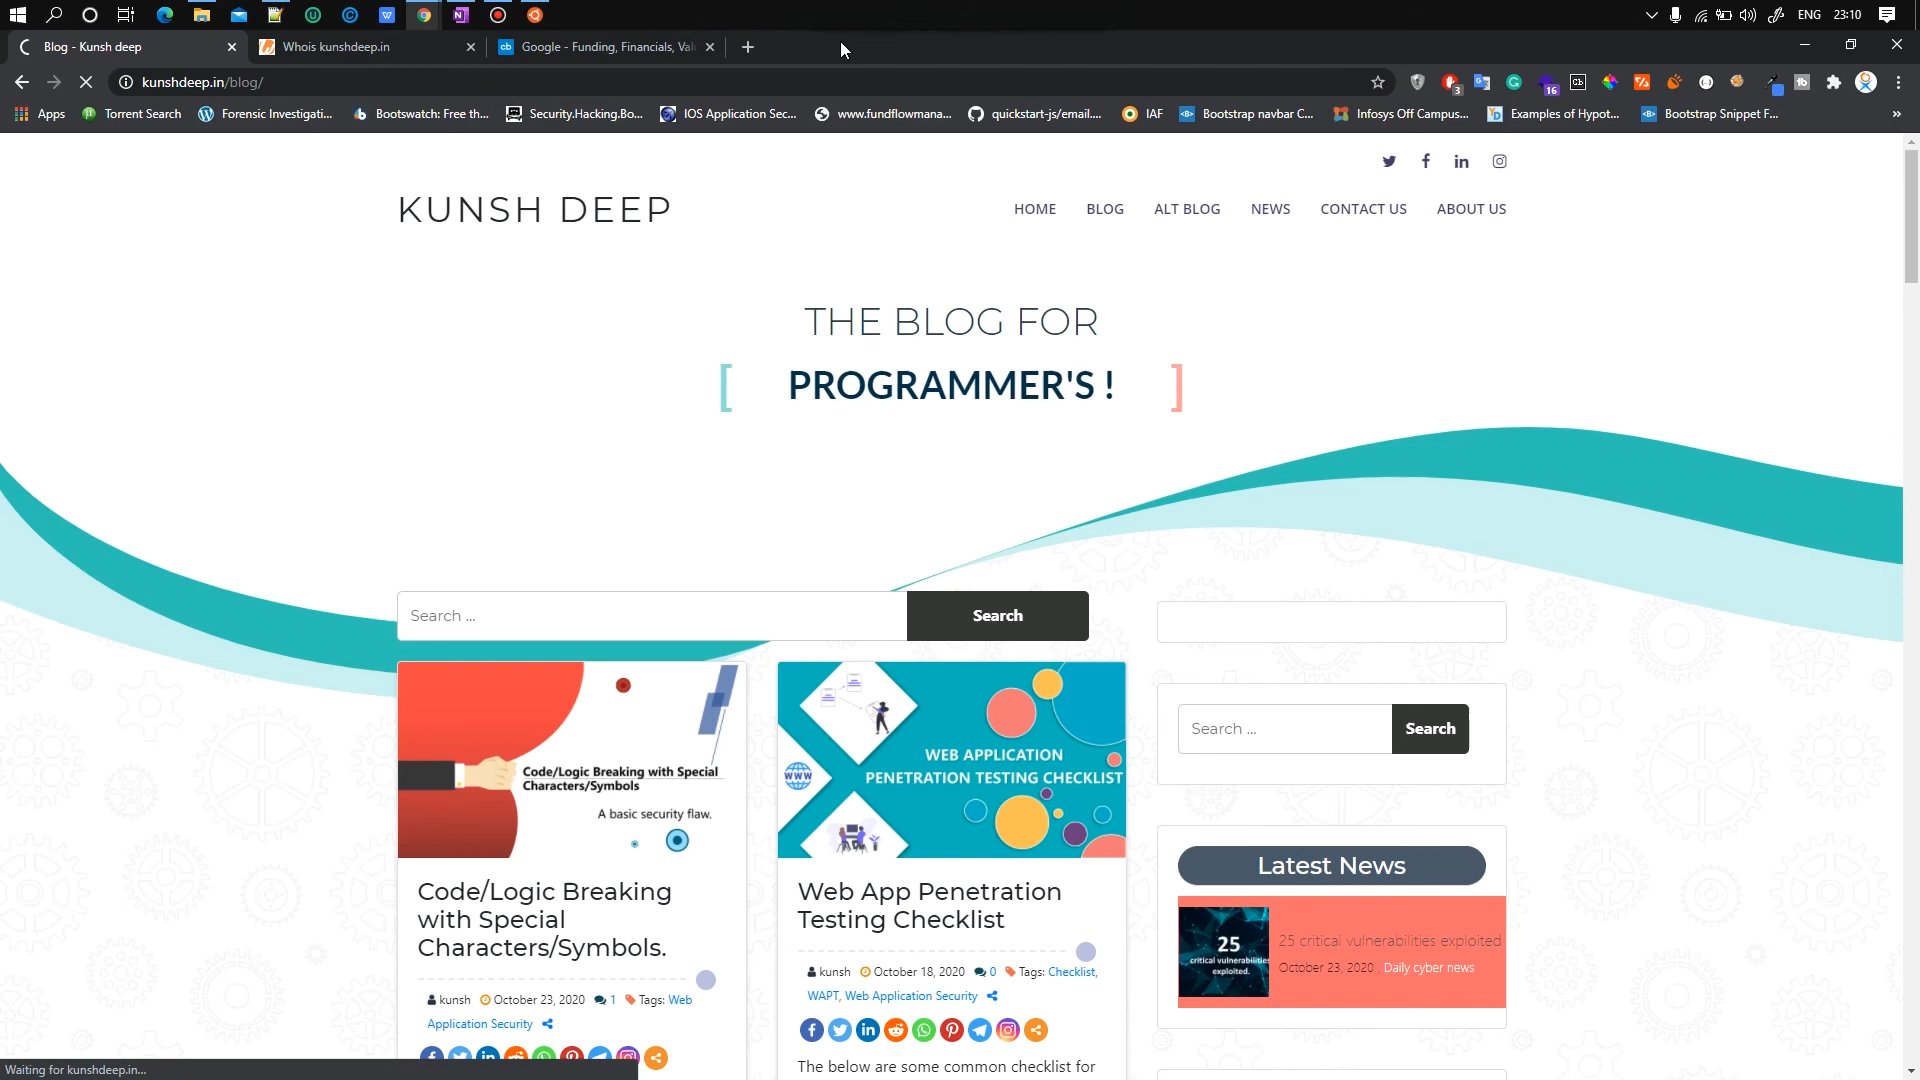 ENG
23:10
Blog - Kunsh deep
Whois kunshdeep.in
Google - Funding, Financials, Val
kunshdeep.in/blog/
3
16
Apps
Torrent Search
Forensic Investigati...
Bootswatch: Free th...
Security.Hacking.Bo...
IOS Application Sec...
www.fundflowmana...
quickstart-js/email....
IAF
Bootstrap navbar C...
Infosys Off Campus...
Examples of Hypot...
Bootstrap Snippet F...
»
KUNSH DEEP
HOME
BLOG
ALT BLOG
NEWS
CONTACT US
ABOUT US
THE BLOG FOR
[ PROGRAMMER'S ! ]
Search ...
Search
Code/Logic Breaking with Special
Characters/Symbols
A basic security flaw.
Code/Logic Breaking
with Special
Characters/Symbols.
kunsh October 23, 2020 1 Tags: Web
Application Security
WWW
WEB APPLICATION
PENETRATION TESTING CHECKLIST
Web App Penetration
Testing Checklist
kunsh October 18, 2020 0 Tags: Checklist,
WAPT, Web Application Security
The below are some common checklist for
Search ...
Search
Latest News
25
critical vulnerabilities
exploited.
25 critical vulnerabilities exploited
October 23, 2020 Daily cyber news
Waiting for kunshdeep.in...